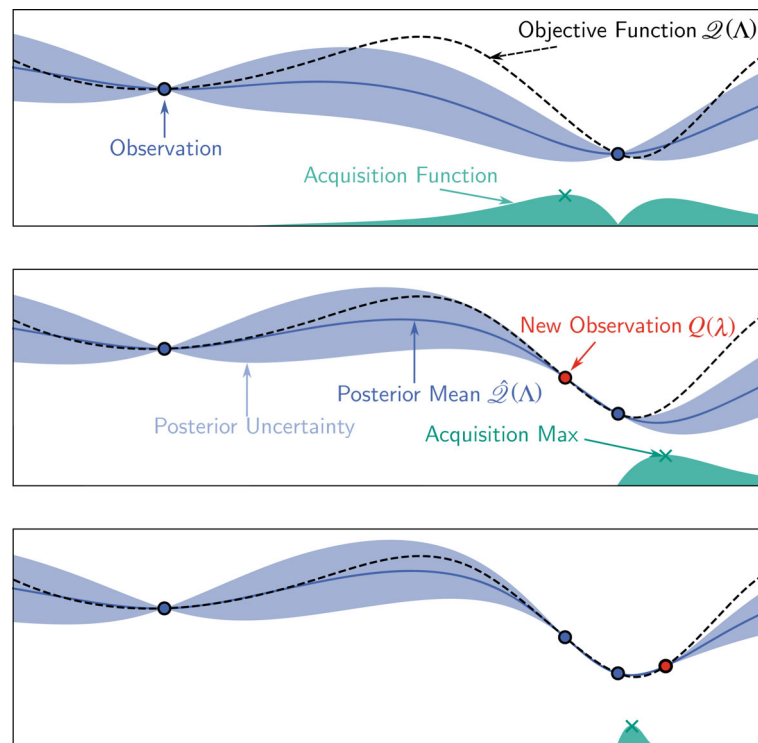 Objective Function 𝒬(Λ)
Observation
Acquisition Function
New Observation Q(λ)
Posterior Mean 𝒬̂(Λ)
Posterior Uncertainty
Acquisition Max